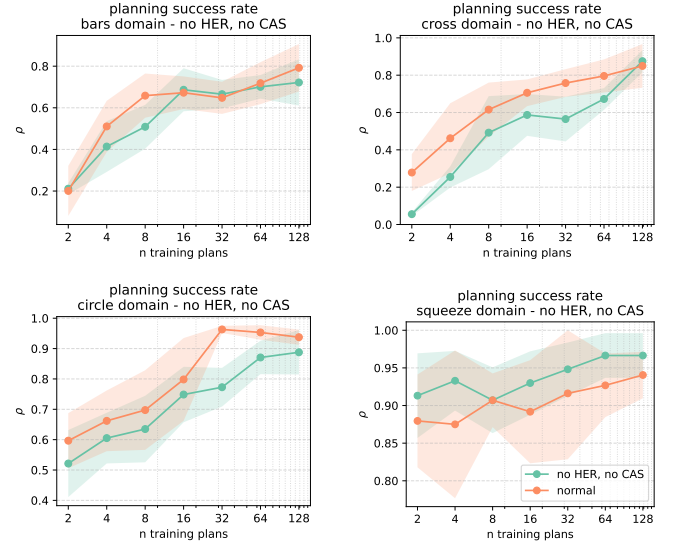 planning success rate
bars domain - no HER, no CAS
0.8
0.6
0.4
0.2
ρ
2 4 8 16 32 64 128
n training plans
planning success rate
cross domain - no HER, no CAS
1.0
0.8
0.6
0.4
0.2
0.0
ρ
2 4 8 16 32 64 128
n training plans
planning success rate
circle domain - no HER, no CAS
1.0
0.9
0.8
0.7
0.6
0.5
0.4
ρ
2 4 8 16 32 64 128
n training plans
planning success rate
squeeze domain - no HER, no CAS
1.00
0.95
0.90
0.85
0.80
ρ
no HER, no CAS
normal
2 4 8 16 32 64 128
n training plans